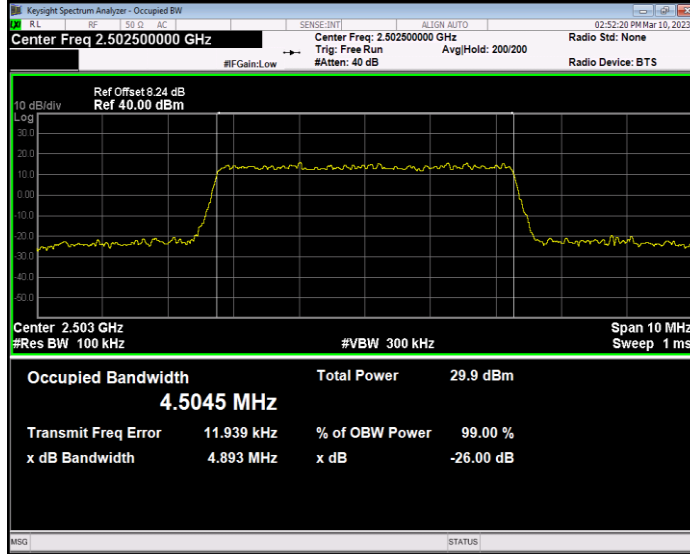 Keysight Spectrum Analyzer - Occupied BW
RL RF 50 Ω AC SENSE:INT ALIGN AUTO 02:52:20 PM Mar 10, 2023
Center Freq 2.502500000 GHz Center Freq: 2.502500000 GHz Radio Std: None
Trig: Free Run Avg|Hold: 200/200
#IFGain:Low #Atten: 40 dB Radio Device: BTS
Ref Offset 8.24 dB
10 dB/div Ref 40.00 dBm
Log
30.0
20.0
10.0
0.00
-10.0
-20.0
-30.0
-40.0
-50.0
Center 2.503 GHz Span 10 MHz
#Res BW 100 kHz #VBW 300 kHz Sweep 1 ms
Occupied Bandwidth Total Power 29.9 dBm
4.5045 MHz
Transmit Freq Error 11.939 kHz % of OBW Power 99.00 %
x dB Bandwidth 4.893 MHz x dB -26.00 dB
MSG STATUS